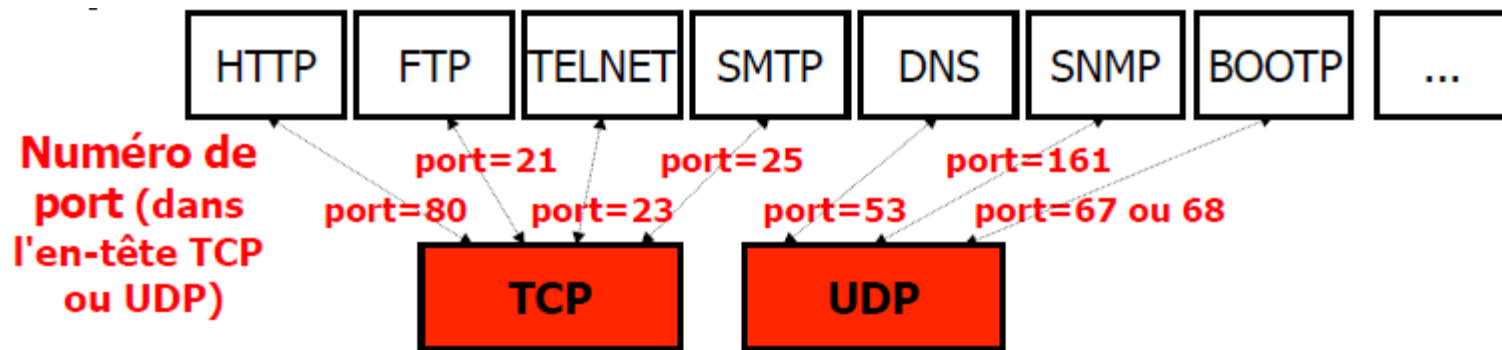 HTTP FTP TELNET SMTP DNS SNMP BOOTP ...
Numéro de
port (dans
l'en-tête TCP
ou UDP)
port=21 port=25 port=161
port=80 port=23 port=53 port=67 ou 68
TCP UDP